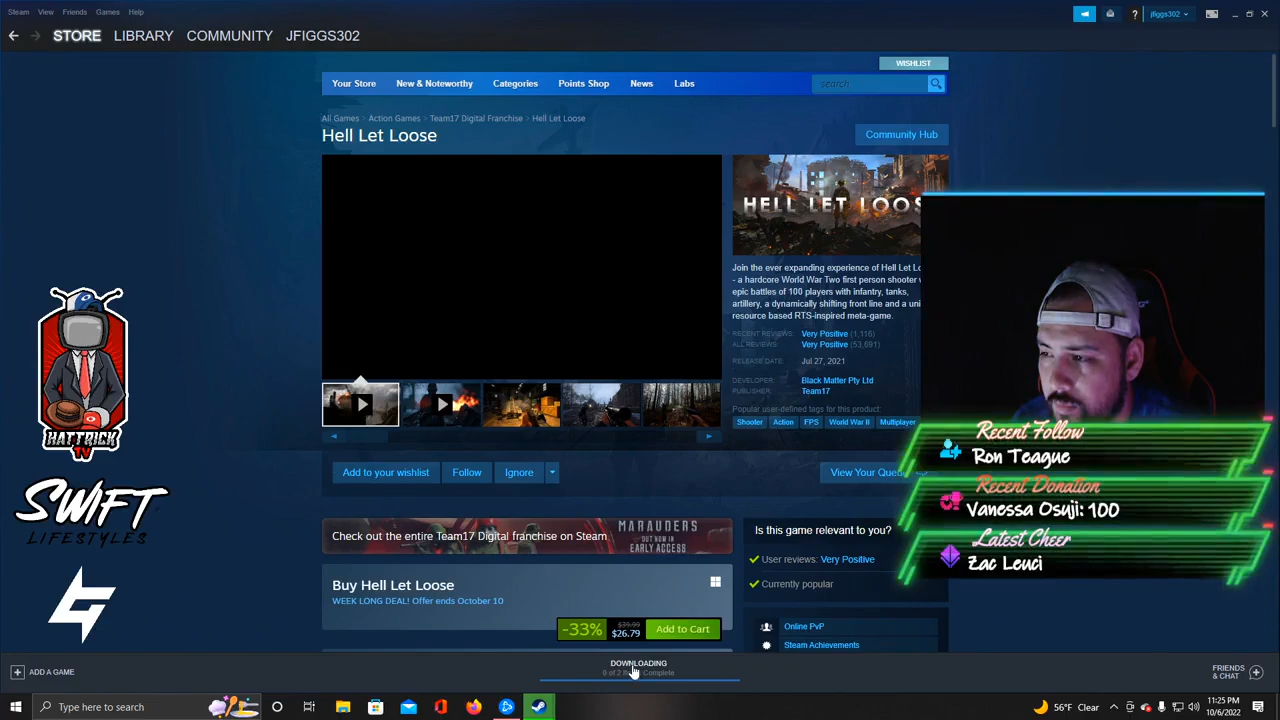 Steam View Friends Games Help
? jfiggs302
STORE LIBRARY COMMUNITY JFIGGS302
WISHLIST
Your Store New & Noteworthy Categories Points Shop News Labs search
All Games > Action Games > Team17 Digital Franchise > Hell Let Loose
Hell Let Loose
Community Hub
HELL LET LOOS
Join the ever expanding experience of Hell Let Lo
- a hardcore World War Two first person shooter
epic battles of 100 players with infantry, tanks,
artillery, a dynamically shifting front line and a uni
resource based RTS-inspired meta-game.
RECENT REVIEWS: Very Positive (1,116)
ALL REVIEWS: Very Positive (53,691)
RELEASE DATE: Jul 27, 2021
DEVELOPER: Black Matter Pty Ltd
PUBLISHER: Team17
Popular user-defined tags for this product:
Shooter Action FPS World War II Multiplayer
Add to your wishlist Follow Ignore
View Your Queu
Check out the entire Team17 Digital franchise on Steam
MARAUDERS
OUT NOW IN
EARLY ACCESS
Is this game relevant to you?
User reviews: Very Positive
Currently popular
Buy Hell Let Loose
WEEK LONG DEAL! Offer ends October 10
-33% $39.99 $26.79 Add to Cart
Online PvP
Steam Achievements
HATTRICK
TV
SWIFT
LIFESTYLES
Recent Follow
Ron Teague
Recent Donation
Vanessa Osuji: 100
Latest Cheer
Zac Leuci
ADD A GAME
DOWNLOADING
0 of 2 Complete
FRIENDS
& CHAT
Type here to search
56°F Clear
11:25 PM
10/6/2022